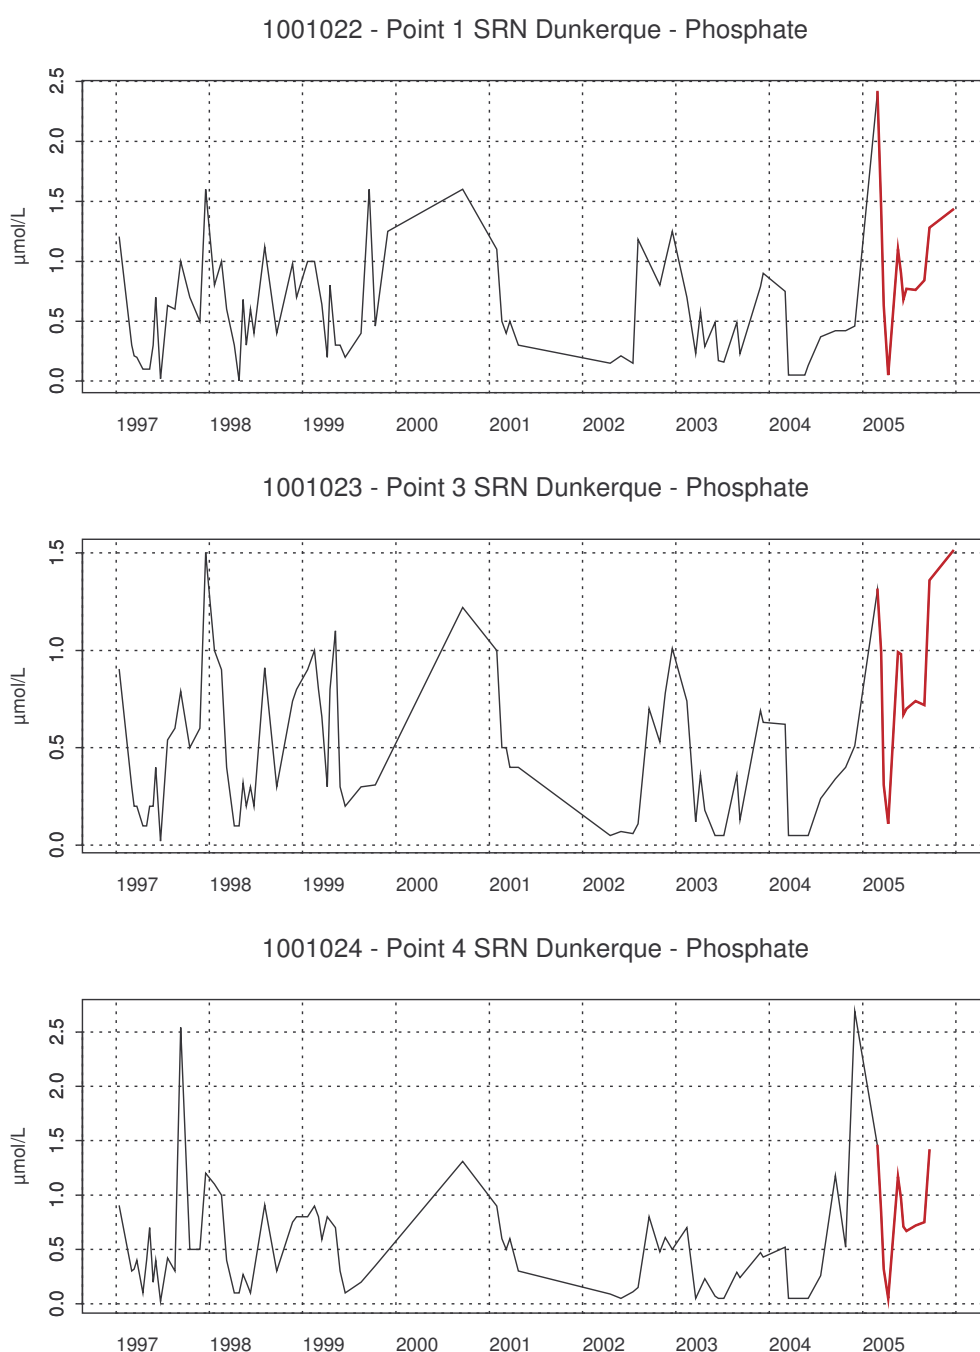 1001022 - Point 1 SRN Dunkerque - Phosphate
2.5
2.0
1.5
1.0
0.5
0.0
µmol/L
1997 1998 1999 2000 2001 2002 2003 2004 2005
1001023 - Point 3 SRN Dunkerque - Phosphate
1.5
1.0
0.5
0.0
µmol/L
1997 1998 1999 2000 2001 2002 2003 2004 2005
1001024 - Point 4 SRN Dunkerque - Phosphate
2.5
2.0
1.5
1.0
0.5
0.0
µmol/L
1997 1998 1999 2000 2001 2002 2003 2004 2005